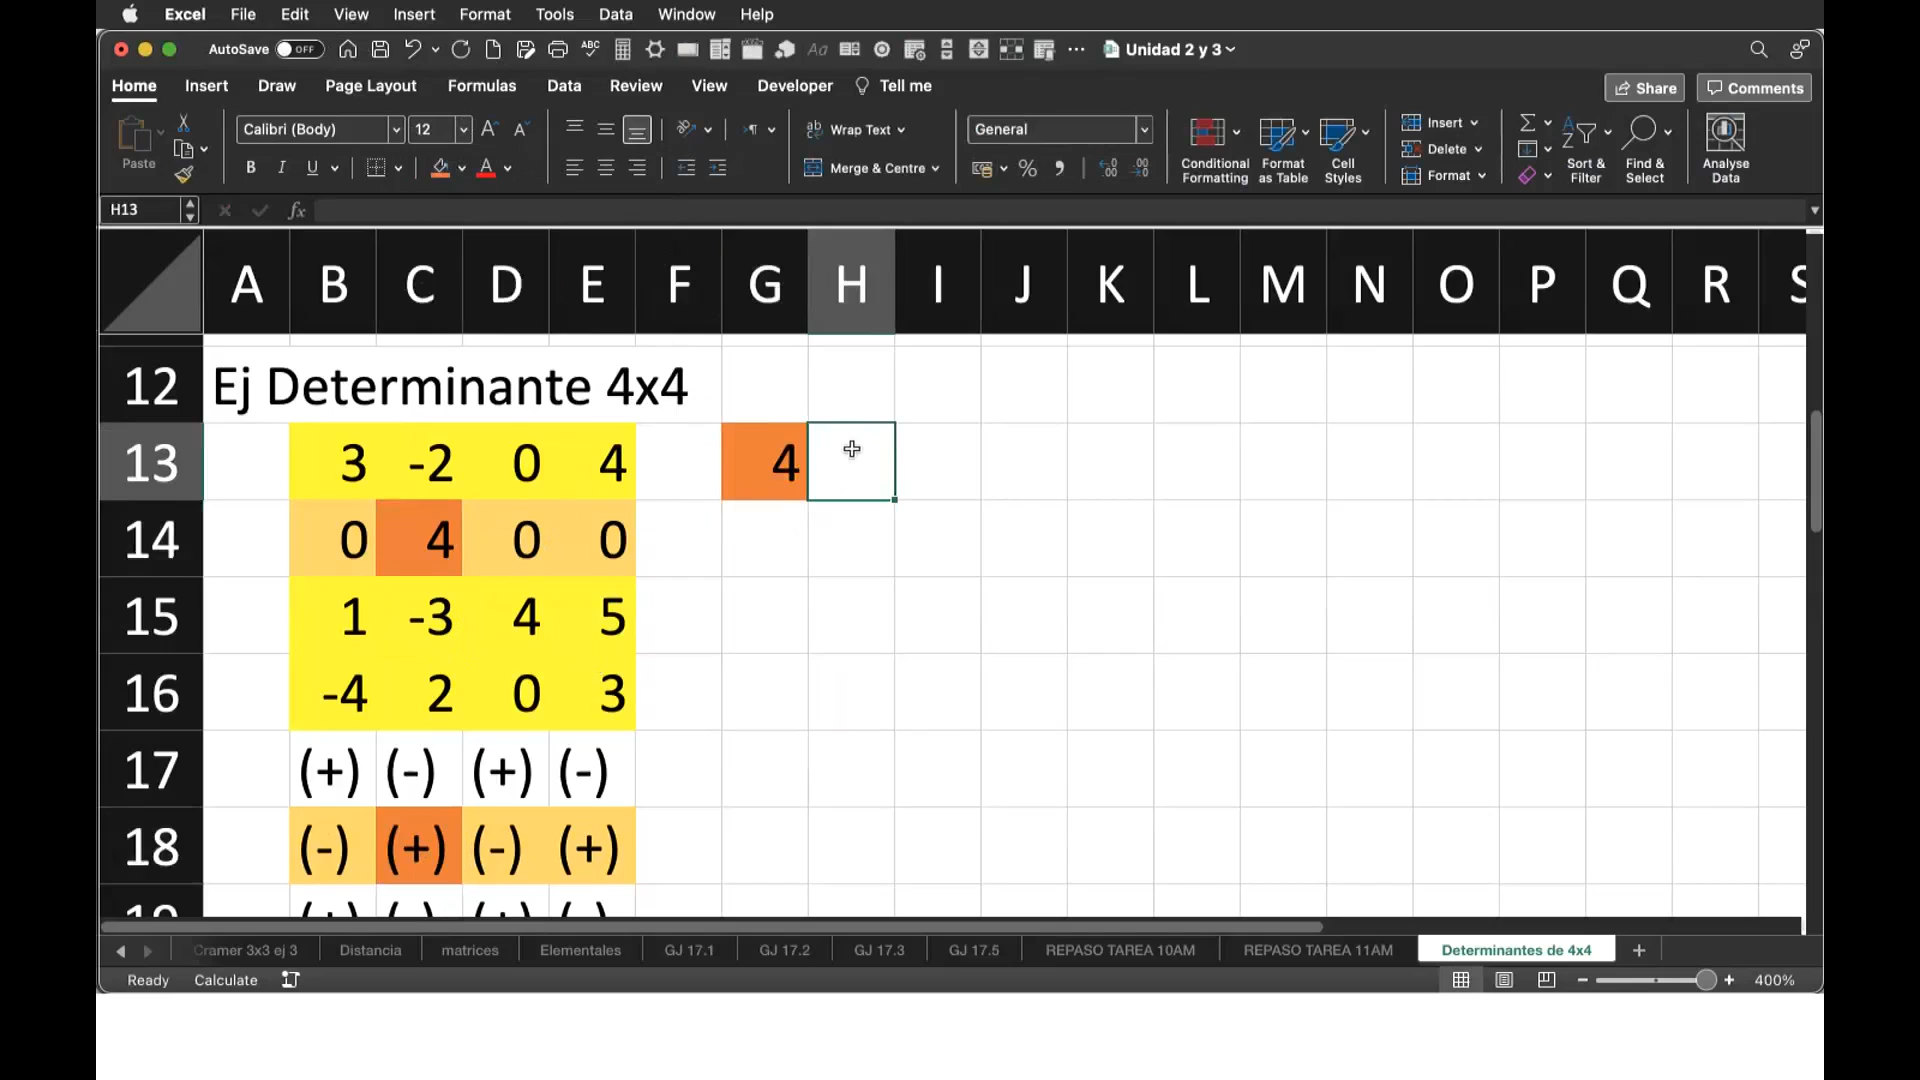 Excel File Edit View Insert Format Tools Data Window Help
AutoSave OFF ABC Aa ... Unidad 2 y 3
Home Insert Draw Page Layout Formulas Data Review View Developer Tell me Share Comments
Paste Calibri (Body) 12 A A ab Wrap Text General Insert
B I U A Merge & Centre % Delete
Conditional Formatting Format as Table Cell Styles Format Sort & Filter Find & Select Analyse Data
H13 fx
A B C D E F G H I J K L M N O P Q R S
12 Ej Determinante 4x4
13 3 -2 0 4 4
14 0 4 0 0
15 1 -3 4 5
16 -4 2 0 3
17 (+) (-) (+) (-)
18 (-) (+) (-) (+)
19 (+) (-) (+) (-)
Cramer 3x3 ej 3 Distancia matrices Elementales GJ 17.1 GJ 17.2 GJ 17.3 GJ 17.5 REPASO TAREA 10AM REPASO TAREA 11AM Determinantes de 4x4 +
Ready Calculate − + 400%